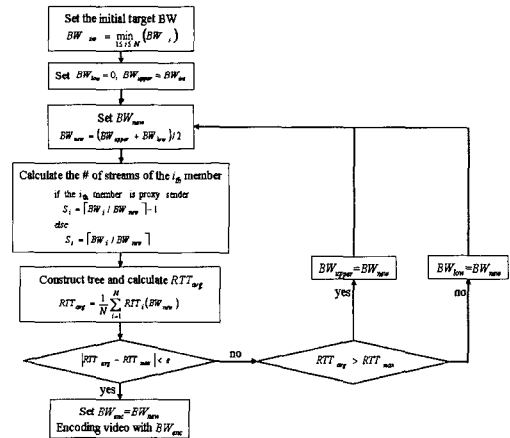 Set the initial target BW
BW_int = min_{1≤i≤N}(BW_i)
Set BW_low = 0, BW_upper = BW_int
Set BW_new
BW_new = (BW_upper + BW_low)/2
Calculate the # of streams of the i_th member
if the i_th member is proxy sender
S_i = ⌈BW_i / BW_new⌉ - 1
else
S_i = ⌈BW_i / BW_new⌉
Construct tree and calculate RTT_avg
RTT_avg = 1/N ∑_{i=1}^{N} RTT_i(BW_new)
|RTT_avg - RTT_max| < ε
no
RTT_avg > RTT_max
yes
BW_upper=BW_new
no
BW_low=BW_new
yes
Set BW_enc=BW_new
Encoding video with BW_enc